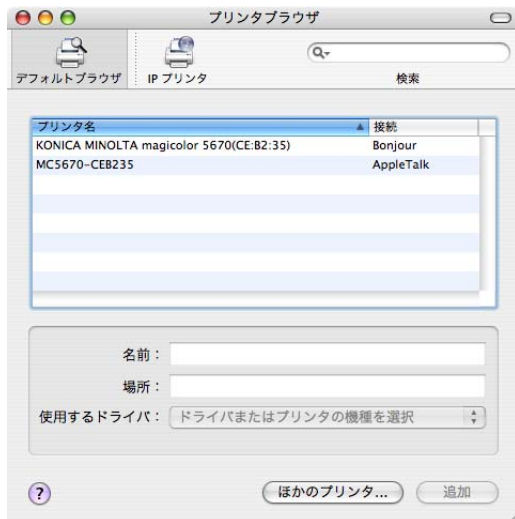 プリンタブラウザ
デフォルトブラウザ IP プリンタ 検索
プリンタ名 接続
KONICA MINOLTA magicolor 5670(CE:B2:35) Bonjour
MC5670-CEB235 AppleTalk
名前：
場所：
使用するドライバ： ドライバまたはプリンタの機種を選択
? ほかのプリンタ... 追加